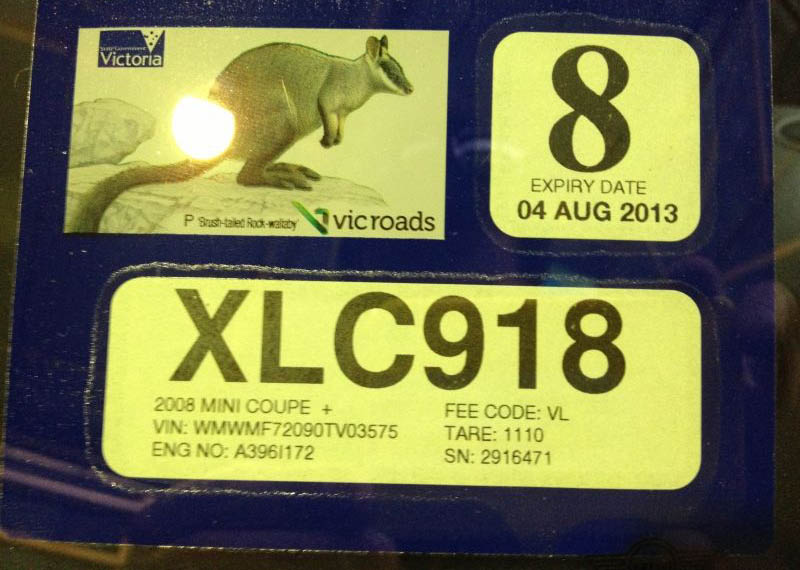 State Government
Victoria
P 'Brush-tailed Rock-wallaby'
vicroads
8
EXPIRY DATE
04 AUG 2013
XLC918
2008 MINI COUPE +
VIN: WMWMF72090TV03575
ENG NO: A396I172
FEE CODE: VL
TARE: 1110
SN: 2916471